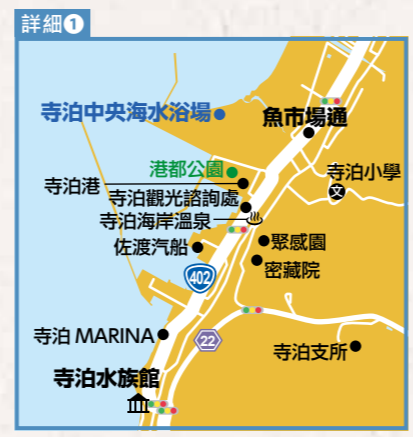 詳細❶
寺泊中央海水浴場
魚市場通
港都公園
寺泊港
寺泊小學
文
寺泊觀光諮詢處
寺泊海岸溫泉
佐渡汽船
聚感園
密藏院
402
寺泊 MARINA
22
寺泊支所
寺泊水族館